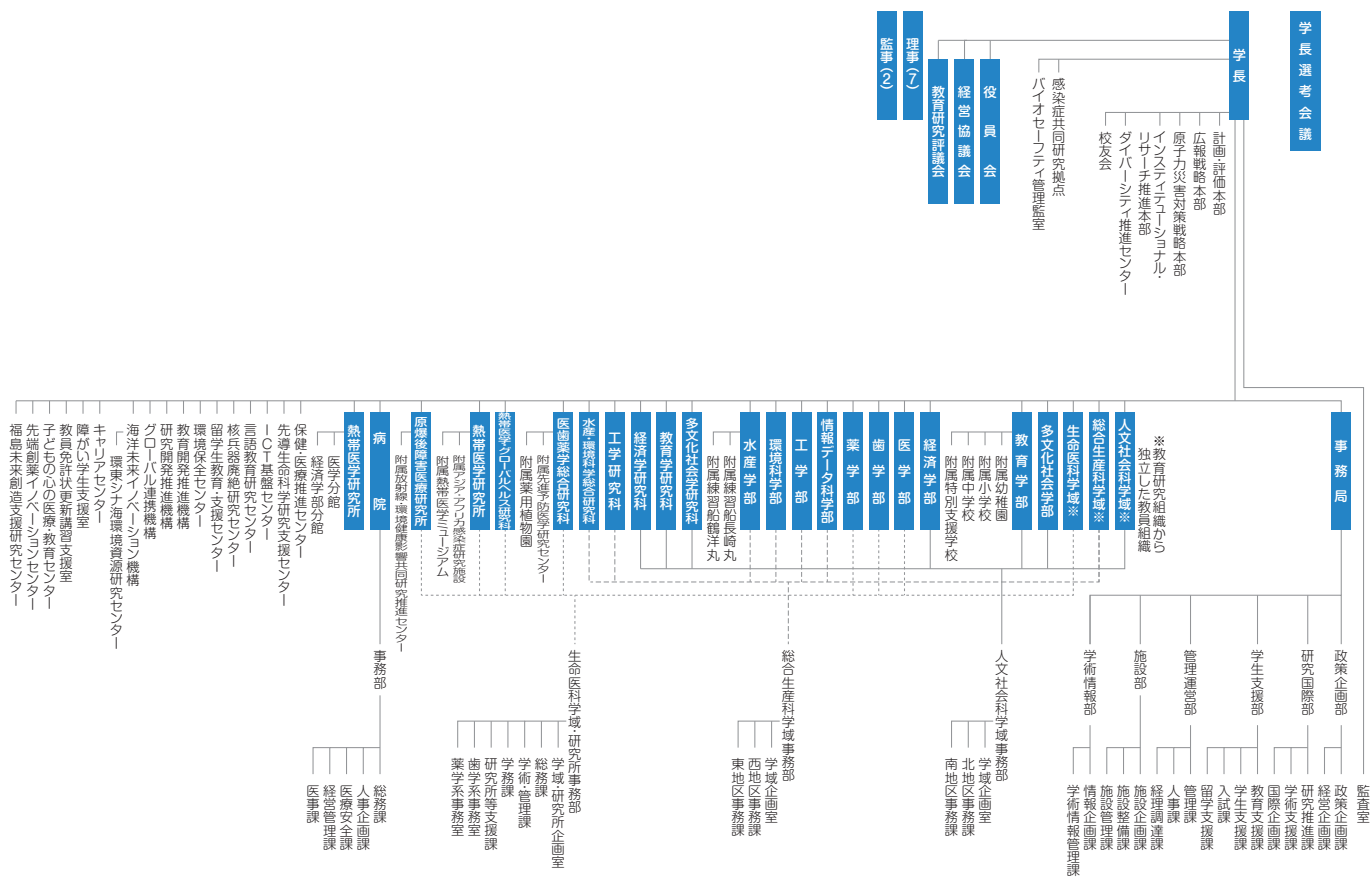 学長選考会議
学長
役員会
経営協議会
教育研究評議会
理事(7)
監事(2)
感染症共同研究拠点
バイオセーフティ管理監室
計画・評価本部
広報戦略本部
原子力災害対策戦略本部
インスティテューショナル・
リサーチ推進本部
ダイバーシティ推進センター
校友会
監査室
事務局
政策企画部
政策企画課
経営企画課
研究国際部
研究推進課
学術支援課
国際企画課
学生支援部
教育支援課
学生支援課
入試課
留学支援課
管理運営部
管理課
人事課
経理調達課
施設部
施設企画課
施設整備課
施設管理課
学術情報部
情報企画課
学術情報管理課
※教育研究組織から
独立した教員組織
人文社会科学域※
総合生産科学域※
生命医科学域※
多文化社会学部
教育学部
附属幼稚園
附属小学校
附属中学校
附属特別支援学校
経済学部
医学部
歯学部
薬学部
情報データ科学部
工学部
環境科学部
水産学部
附属練習船長崎丸
附属練習船鶴洋丸
多文化社会学研究科
教育学研究科
経済学研究科
工学研究科
水産・環境科学総合研究科
医歯薬学総合研究科
附属先進予防医学研究センター
附属薬用植物園
熱帯医学・グローバルヘルス研究科
熱帯医学研究所
附属アジア・アフリカ感染症研究施設
附属熱帯医学ミュージアム
原爆後障害医療研究所
附属放射線・環境健康影響共同研究推進センター
病院
熱帯医学研究所
医学分館
経済学部分館
保健・医療推進センター
先導生命科学研究支援センター
ICT基盤センター
言語教育研究センター
核兵器廃絶研究センター
留学生教育・支援センター
環境保全センター
教育開発推進機構
研究開発推進機構
グローバル連携機構
海洋未来イノベーション機構
環東シナ海環境資源研究センター
キャリアセンター
障がい学生支援室
教員免許状更新講習支援室
子どもの心の医療・教育センター
先端創薬イノベーションセンター
福島未来創造支援研究センター
人文社会科学域事務部
学域企画室
北地区事務課
南地区事務課
総合生産科学域事務部
学域企画室
西地区事務課
東地区事務課
生命医科学域・研究所事務部
学域・研究所企画室
総務課
学術・管理課
学務課
研究所等支援課
歯学系事務室
薬学系事務室
事務部
総務課
人事企画課
医療安全課
経営管理課
医事課